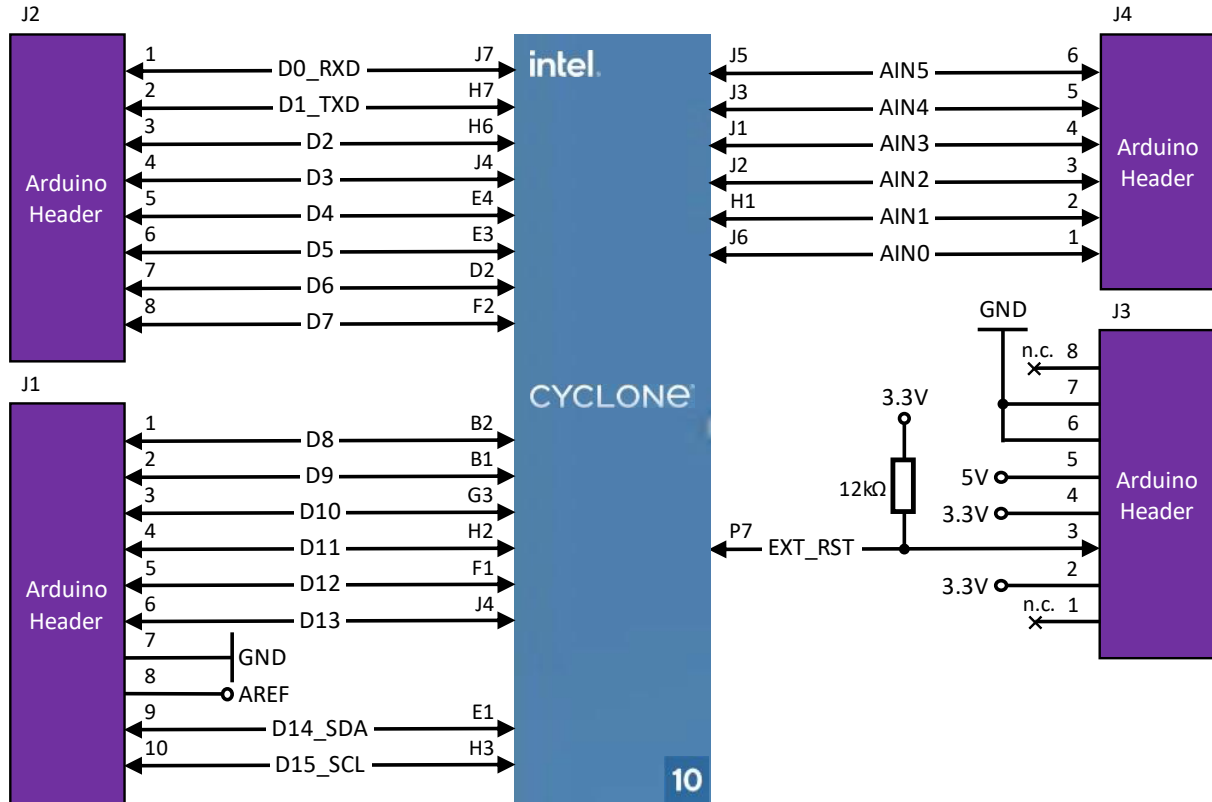 J2
1 D0_RXD J7
2 D1_TXD H7
3 D2 H6
4 D3 J4
5 D4 E4
6 D5 E3
7 D6 D2
8 D7 F2
Arduino
Header
J1
1 D8 B2
2 D9 B1
3 D10 G3
4 D11 H2
5 D12 F1
6 D13 J4
7 GND
8 AREF
9 D14_SDA E1
10 D15_SCL H3
Arduino
Header
intel.
CYCLONE
10
J4
J5 AIN5 6
J3 AIN4 5
J1 AIN3 4
J2 AIN2 3
H1 AIN1 2
J6 AIN0 1
Arduino
Header
J3
GND
n.c. 8
7
6
5V 5
3.3V 4
3.3V
12kΩ
P7 EXT_RST 3
3.3V 2
n.c. 1
Arduino
Header